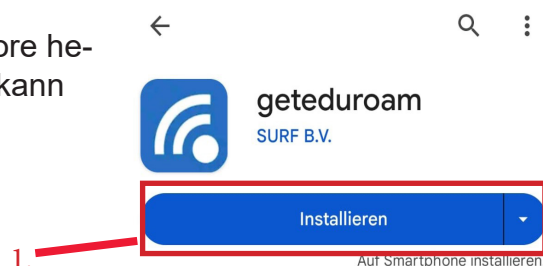 ore he-
kann
geteduroam
SURF B.V.
Installieren
1
Auf Smartphone installieren